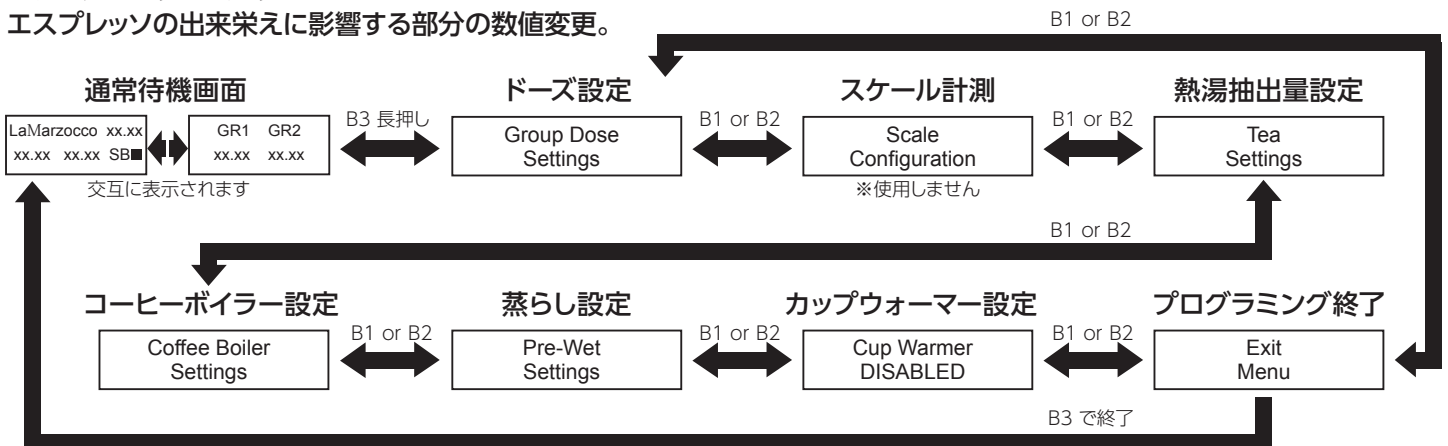 エスプレッソの出来栄えに影響する部分の数値変更。
B1 or B2
通常待機画面
ドーズ設定
スケール計測
熱湯抽出量設定
LaMarzocco xx.xx
xx.xx xx.xx SB■
GR1 GR2
xx.xx xx.xx
B3 長押し
Group Dose
Settings
B1 or B2
Scale
Configuration
B1 or B2
Tea
Settings
交互に表示されます
※使用しません
B1 or B2
コーヒーボイラー設定
蒸らし設定
カップウォーマー設定
プログラミング終了
Coffee Boiler
Settings
B1 or B2
Pre-Wet
Settings
B1 or B2
Cup Warmer
DISABLED
B1 or B2
Exit
Menu
B3 で終了